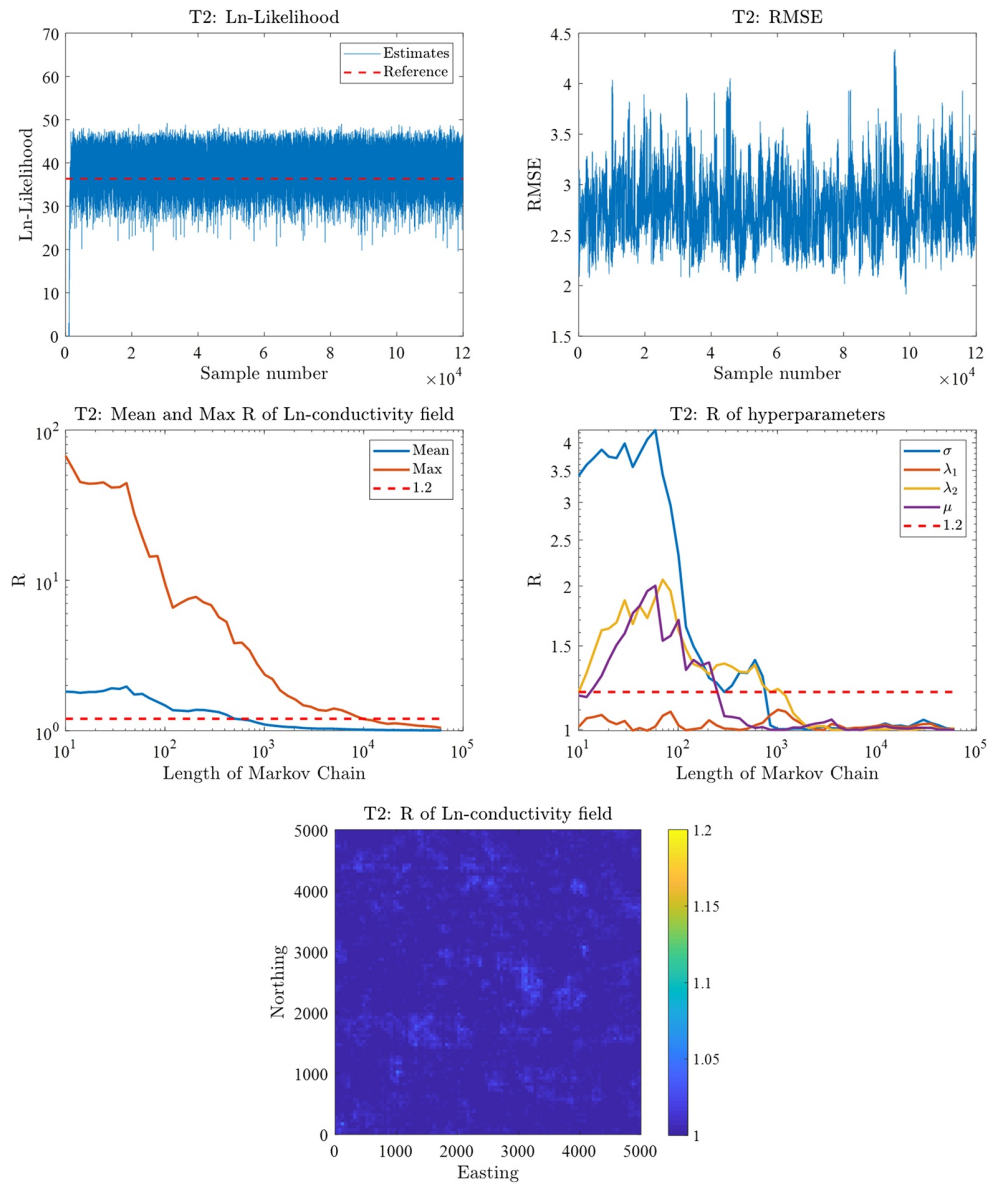 T2: Ln-Likelihood
Ln-Likelihood
70
60
50
40
30
20
10
0
Estimates
Reference
0 2 4 6 8 10 12
Sample number
×10^4
T2: RMSE
RMSE
4.5
4
3.5
3
2.5
2
1.5
0 2 4 6 8 10 12
Sample number
×10^4
T2: Mean and Max R of Ln-conductivity field
R
10^2
10^1
10^0
Mean
Max
1.2
10^1 10^2 10^3 10^4 10^5
Length of Markov Chain
T2: R of hyperparameters
R
4
3.5
3
2.5
2
1.5
1
σ
λ₁
λ₂
μ
1.2
10^1 10^2 10^3 10^4 10^5
Length of Markov Chain
T2: R of Ln-conductivity field
Northing
5000
4000
3000
2000
1000
0
0 1000 2000 3000 4000 5000
Easting
1.2
1.15
1.1
1.05
1